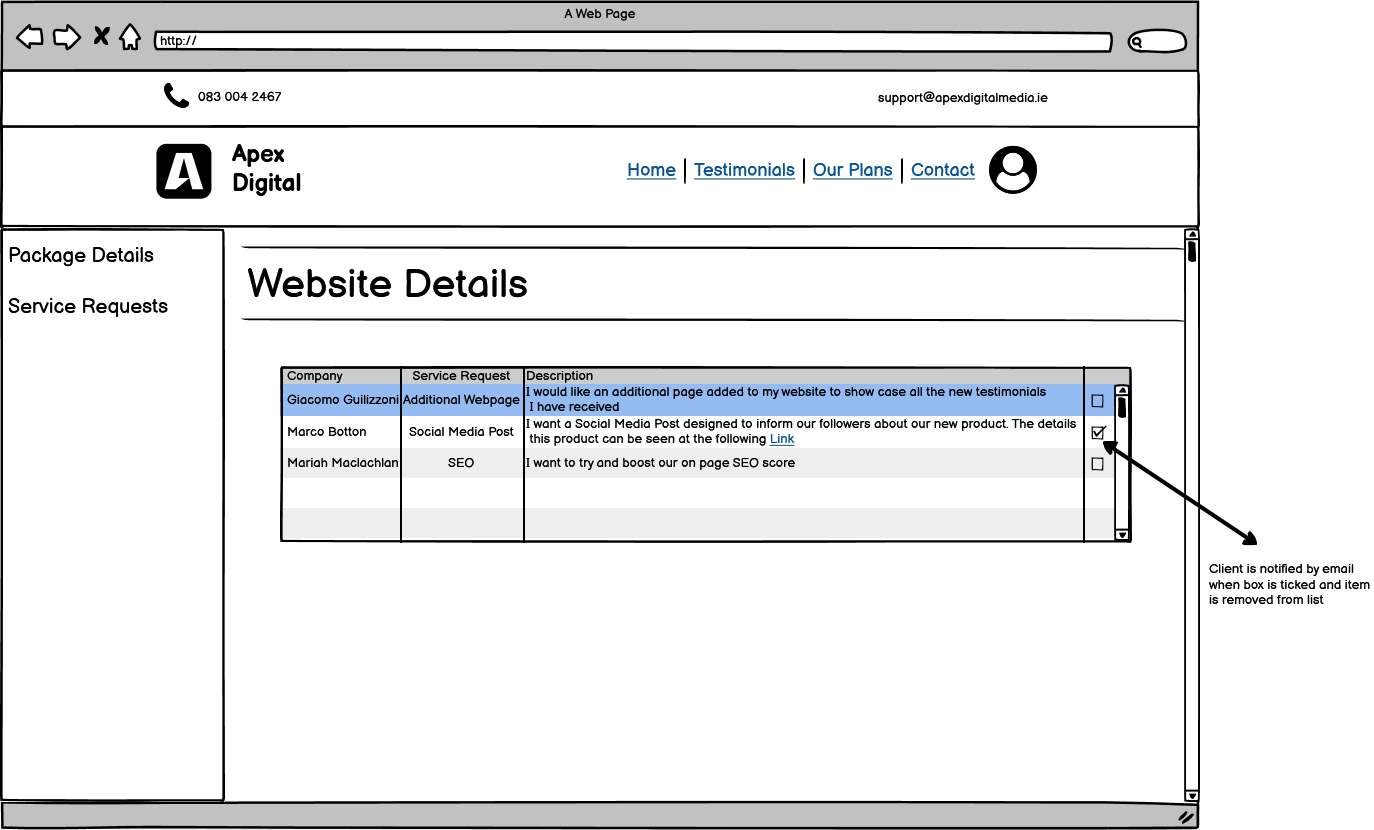 A Web Page
http://
083 004 2467
support@apexdigitalmedia.ie
A
Apex
Digital
Home
Testimonials
Our Plans
Contact
Package Details
Service Requests
Website Details
Company
Service Request
Description
Giacomo Guilizzoni
Additional Webpage
I would like an additional page added to my website to show case all the new testimonials
I have received
Marco Botton
Social Media Post
I want a Social Media Post designed to inform our followers about our new product. The details
this product can be seen at the following Link
Mariah Maclachlan
SEO
I want to try and boost our on page SEO score
Client is notified by email
when box is ticked and item
is removed from list